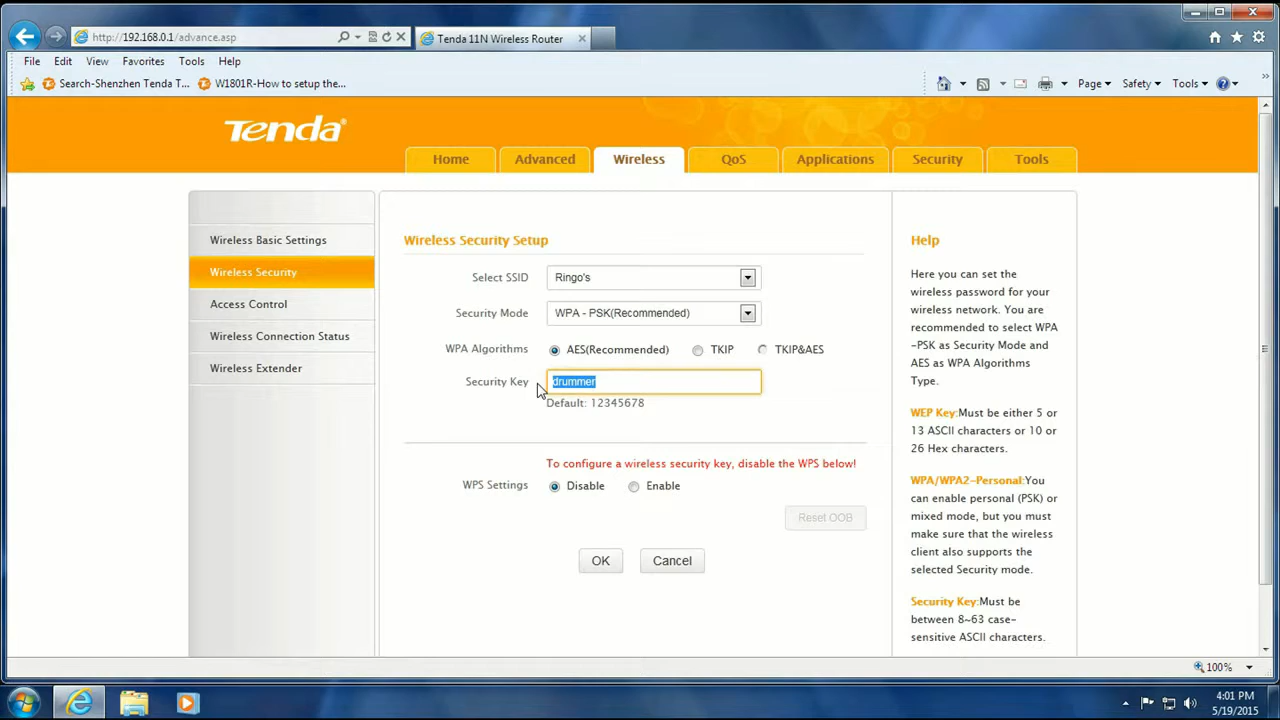 http://192.168.0.1/advance.asp
Tenda 11N Wireless Router
File Edit View Favorites Tools Help
Search-Shenzhen Tenda T... W1801R-How to setup the... Page Safety Tools
Tenda
Home Advanced Wireless QoS Applications Security Tools
Wireless Basic Settings
Wireless Security
Access Control
Wireless Connection Status
Wireless Extender
Wireless Security Setup
Select SSID Ringo's
Security Mode WPA - PSK(Recommended)
WPA Algorithms AES(Recommended) TKIP TKIP&AES
Security Key drummer
Default: 12345678
To configure a wireless security key, disable the WPS below!
WPS Settings Disable Enable
Reset OOB
OK Cancel
Help
Here you can set the
wireless password for your
wireless network. You are
recommended to select WPA
-PSK as Security Mode and
AES as WPA Algorithms
Type.
WEP Key:Must be either 5 or
13 ASCII characters or 10 or
26 Hex characters.
WPA/WPA2-Personal:You
can enable personal (PSK) or
mixed mode, but you must
make sure that the wireless
client also supports the
selected Security mode.
Security Key:Must be
between 8~63 case-
sensitive ASCII characters.
100%
4:01 PM
5/19/2015